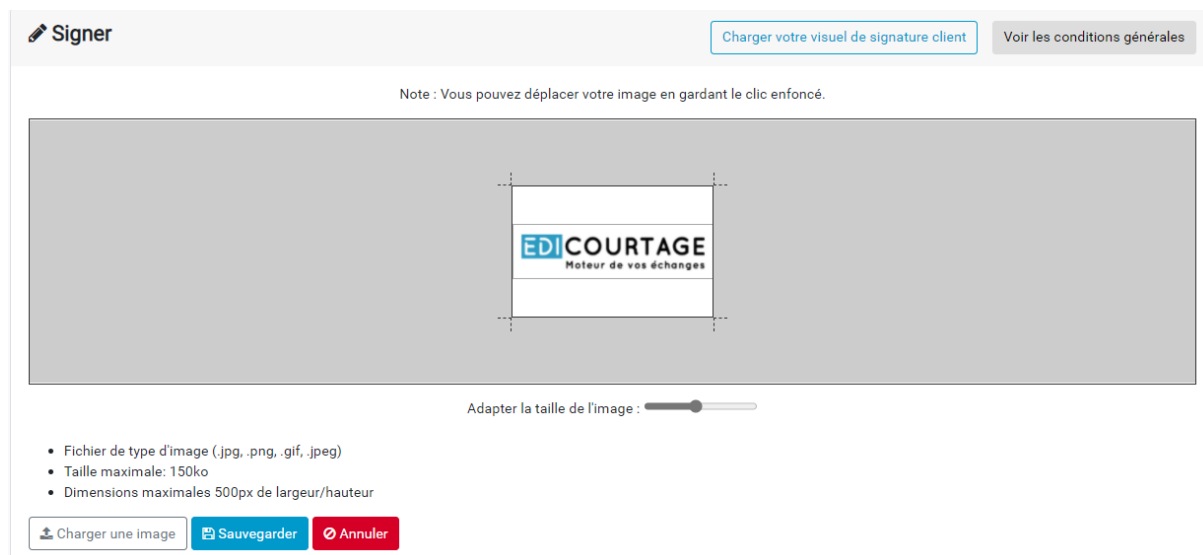 Signer
Charger votre visuel de signature client
Voir les conditions générales
Note : Vous pouvez déplacer votre image en gardant le clic enfoncé.
EDICOURTAGE
Moteur de vos échanges
Adapter la taille de l'image :
• Fichier de type d'image (.jpg, .png, .gif, .jpeg)
• Taille maximale: 150ko
• Dimensions maximales 500px de largeur/hauteur
Charger une image
Sauvegarder
Annuler